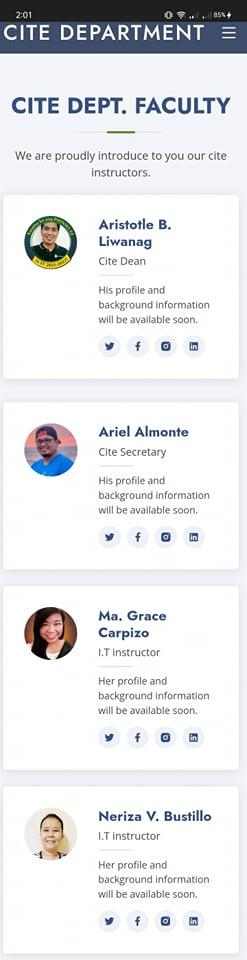 2:01
85%
CITE DEPARTMENT
CITE DEPT. FACULTY
We are proudly introduce to you our cite
instructors.
Aristotle B.
Liwanag
Cite Dean
His profile and
background information
will be available soon.
Ariel Almonte
Cite Secretary
His profile and
background information
will be available soon.
Ma. Grace
Carpizo
I.T instructor
Her profile and
background information
will be available soon.
Neriza V. Bustillo
I.T instructor
Her profile and
background information
will be available soon.